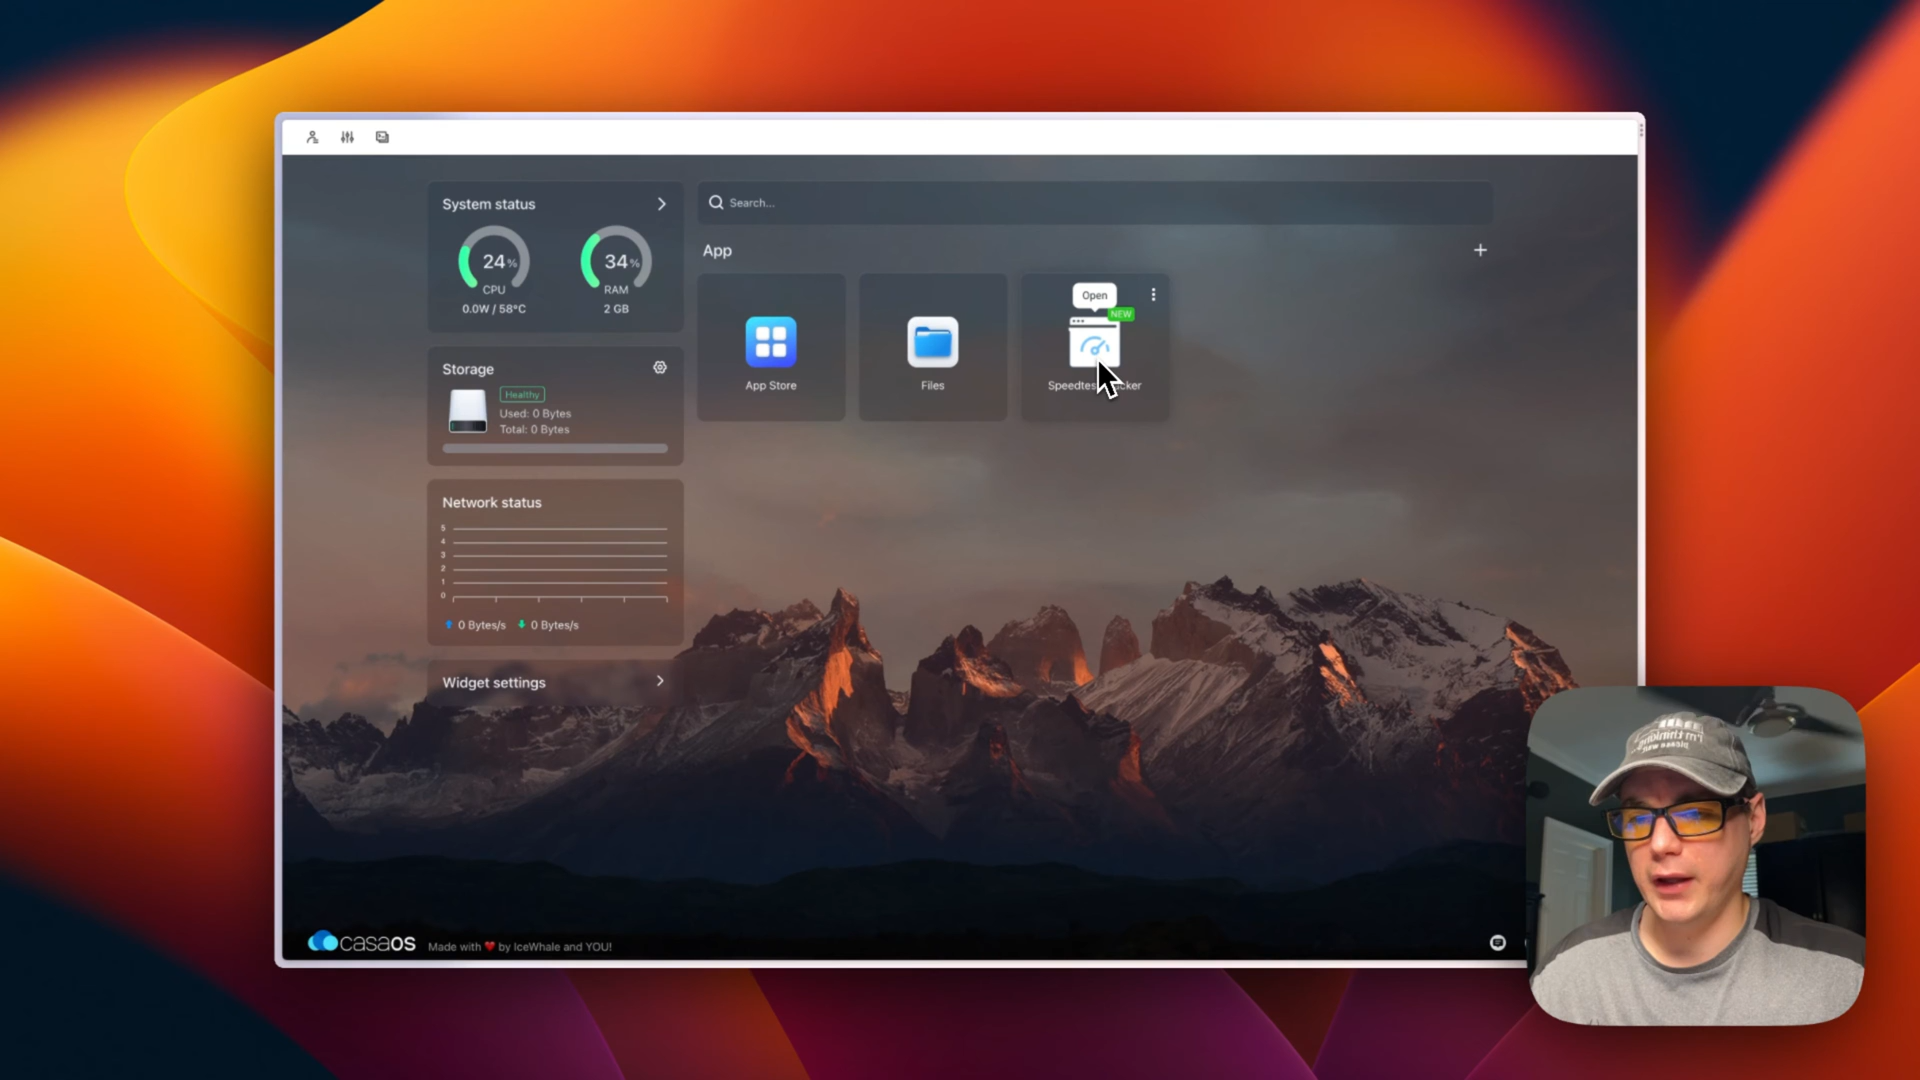 System status
24%
CPU
0.0W / 58°C
34%
RAM
2 GB
Storage
Healthy
Used: 0 Bytes
Total: 0 Bytes
Network status
5
4
3
2
1
0
0 Bytes/s
0 Bytes/s
Widget settings
Search...
App
App Store
Files
Open
NEW
casaOS
Made with ❤ by IceWhale and YOU!